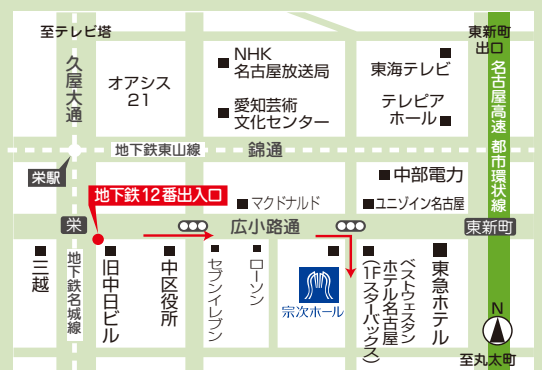 至テレビ塔
東新町
出口
久屋大通
オアシス
21
NHK
名古屋放送局
愛知芸術
文化センター
東海テレビ
テレピア
ホール
名古屋高速 都市環状線
地下鉄東山線
錦通
栄駅
中部電力
地下鉄12番出入口
マクドナルド
ユニゾイン名古屋
栄
広小路通
東新町
三越
地下鉄名城線
旧中日ビル
中区役所
セブンイレブン
ローソン
宗次ホール
ベストウェスタン
ホテル名古屋
(1Fスターバックス)
東急ホテル
N
至丸太町